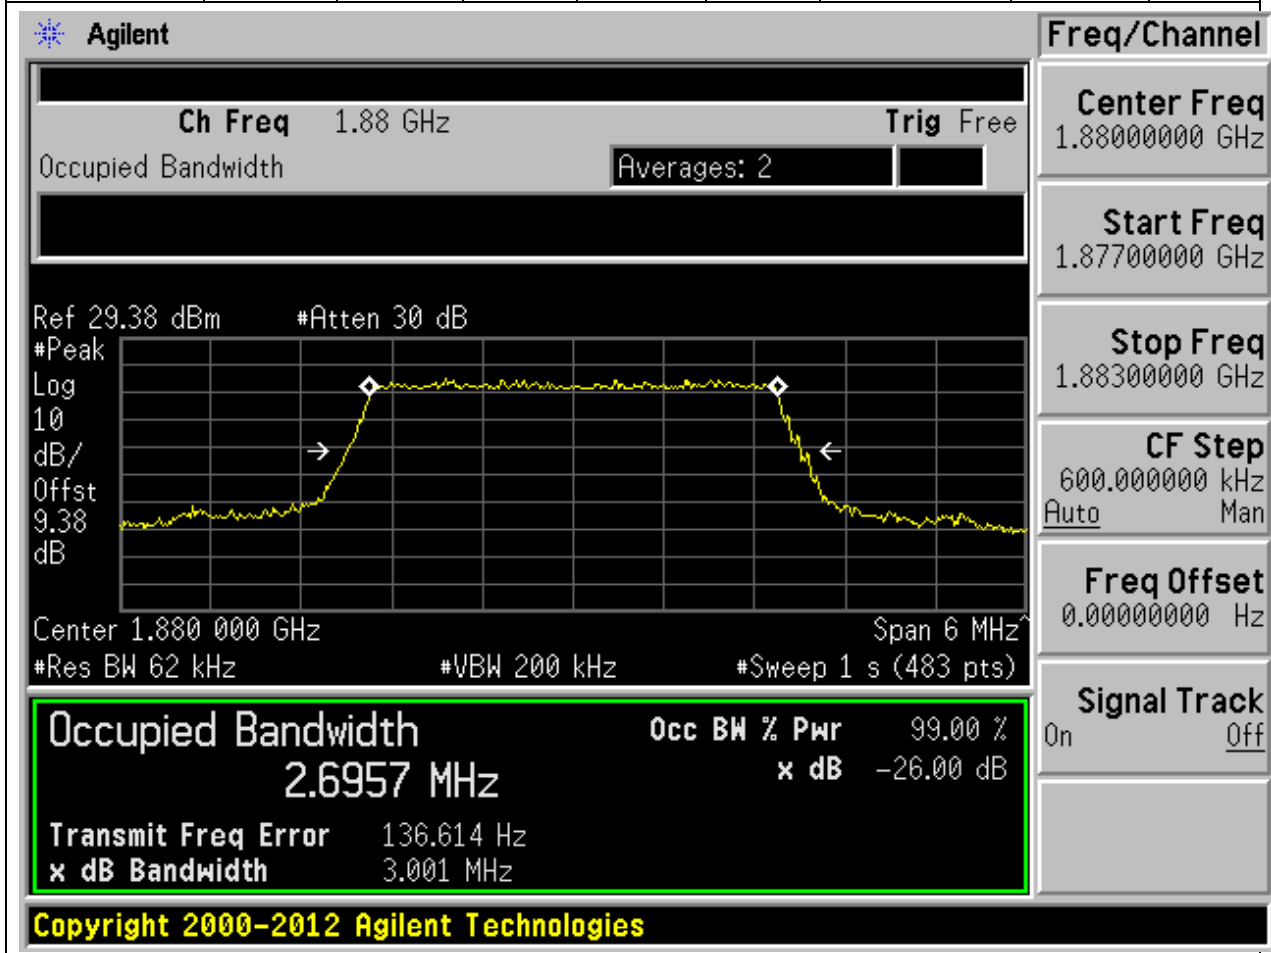 Agilent
Freq/Channel
Ch Freq 1.88 GHz Trig Free
Occupied Bandwidth Averages: 2
Center Freq
1.88000000 GHz
Start Freq
1.87700000 GHz
Stop Freq
1.88300000 GHz
CF Step
600.000000 kHz
Auto Man
Freq Offset
0.00000000 Hz
Signal Track
On Off
Ref 29.38 dBm #Atten 30 dB
#Peak
Log
10
dB/
Offst
9.38
dB
Center 1.880 000 GHz Span 6 MHz^
#Res BW 62 kHz #VBW 200 kHz #Sweep 1 s (483 pts)
Occupied Bandwidth Occ BW % Pwr 99.00 %
2.6957 MHz x dB -26.00 dB
Transmit Freq Error 136.614 Hz
x dB Bandwidth 3.001 MHz
Copyright 2000-2012 Agilent Technologies